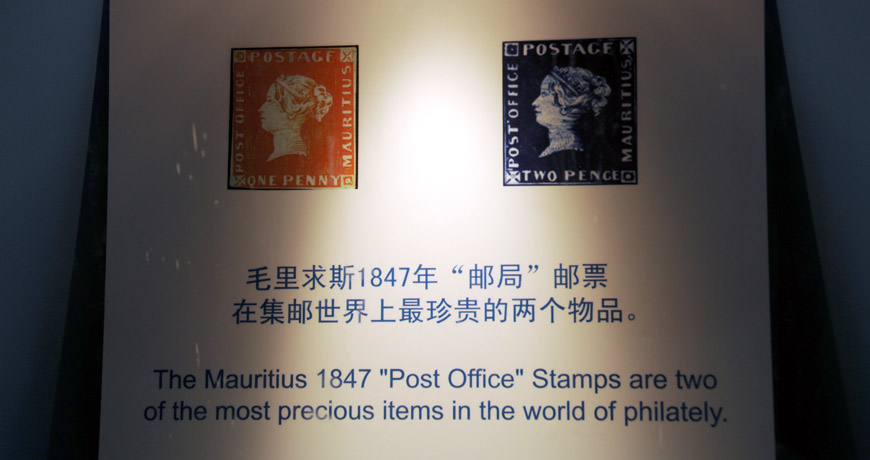 POSTAGE
POST OFFICE
MAURITIUS
ONE PENNY
POSTAGE
POST OFFICE
MAURITIUS
TWO PENCE
毛里求斯1847年“邮局”邮票
在集邮世界上最珍贵的两个物品。
The Mauritius 1847 "Post Office" Stamps are two
of the most precious items in the world of philately.